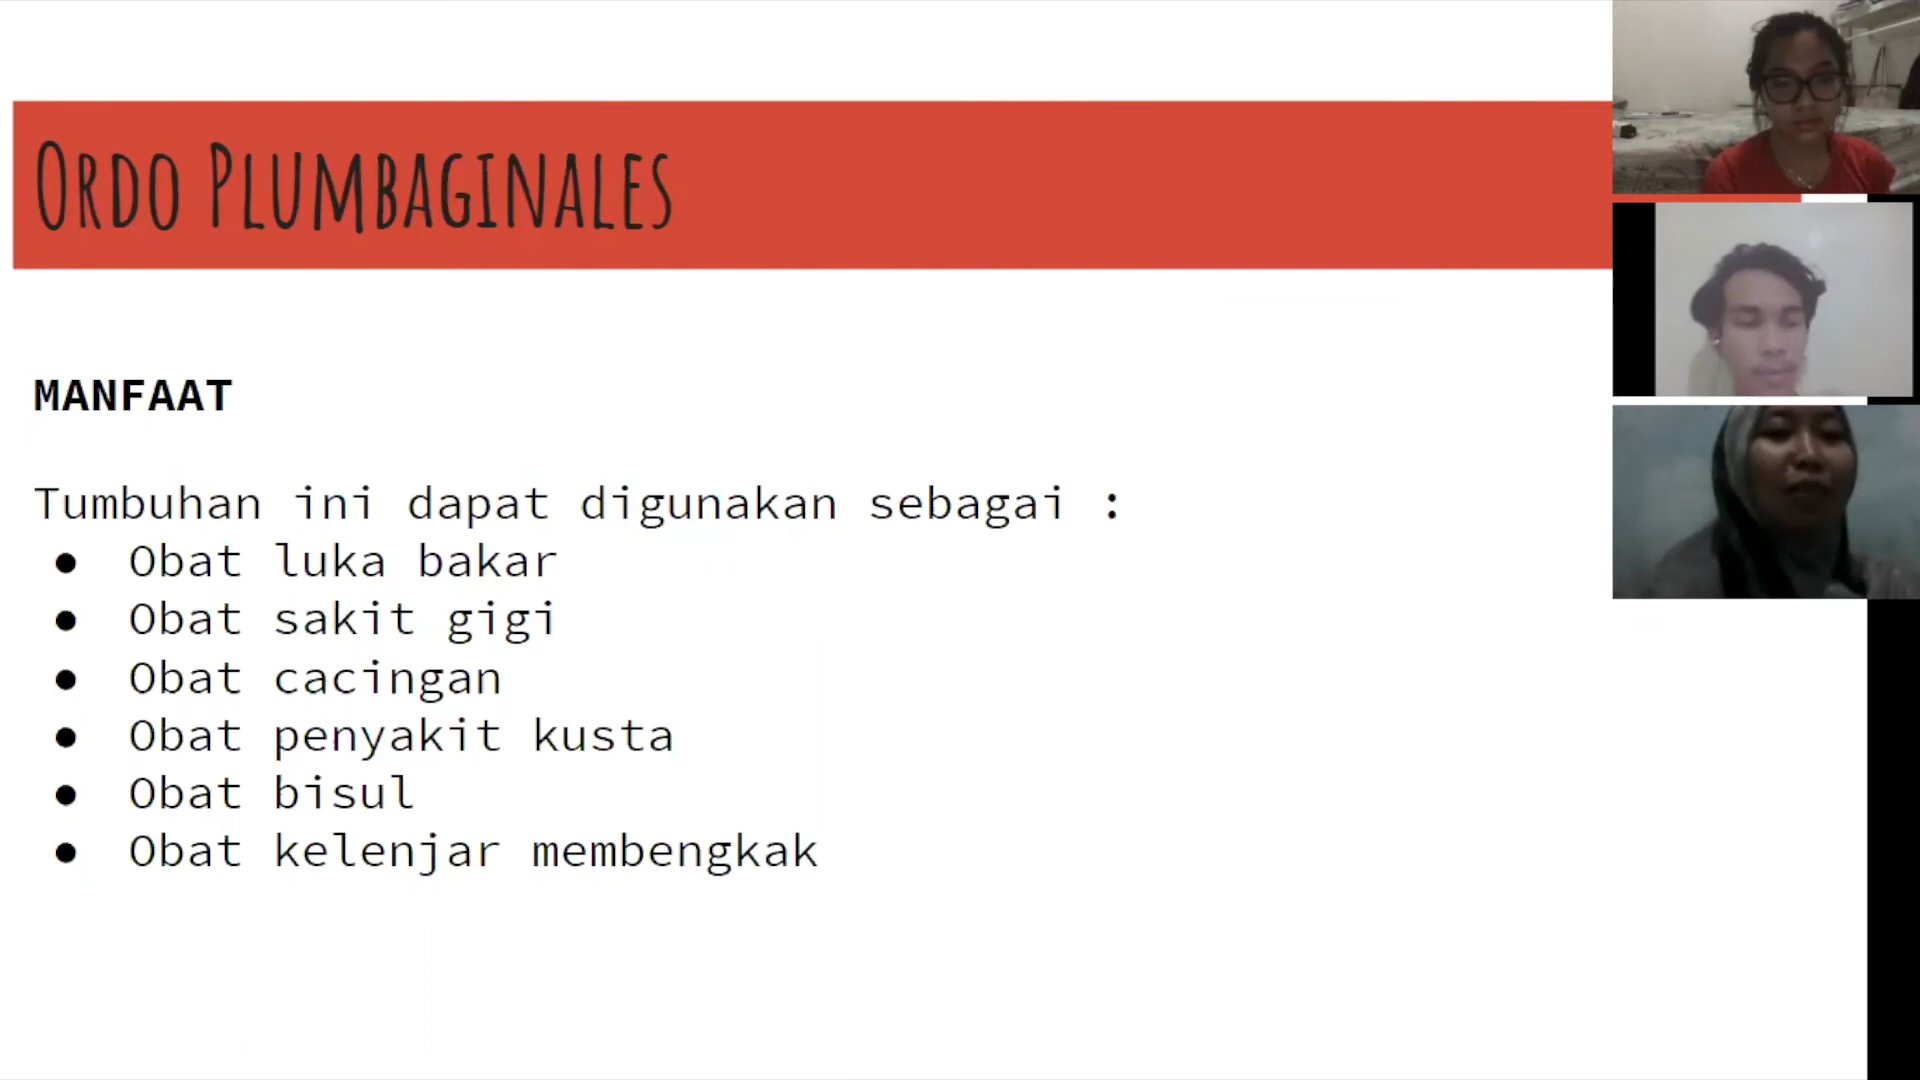 ORDO PLUMBAGINALES
MANFAAT
Tumbuhan ini dapat digunakan sebagai :
● Obat luka bakar
● Obat sakit gigi
● Obat cacingan
● Obat penyakit kusta
● Obat bisul
● Obat kelenjar membengkak